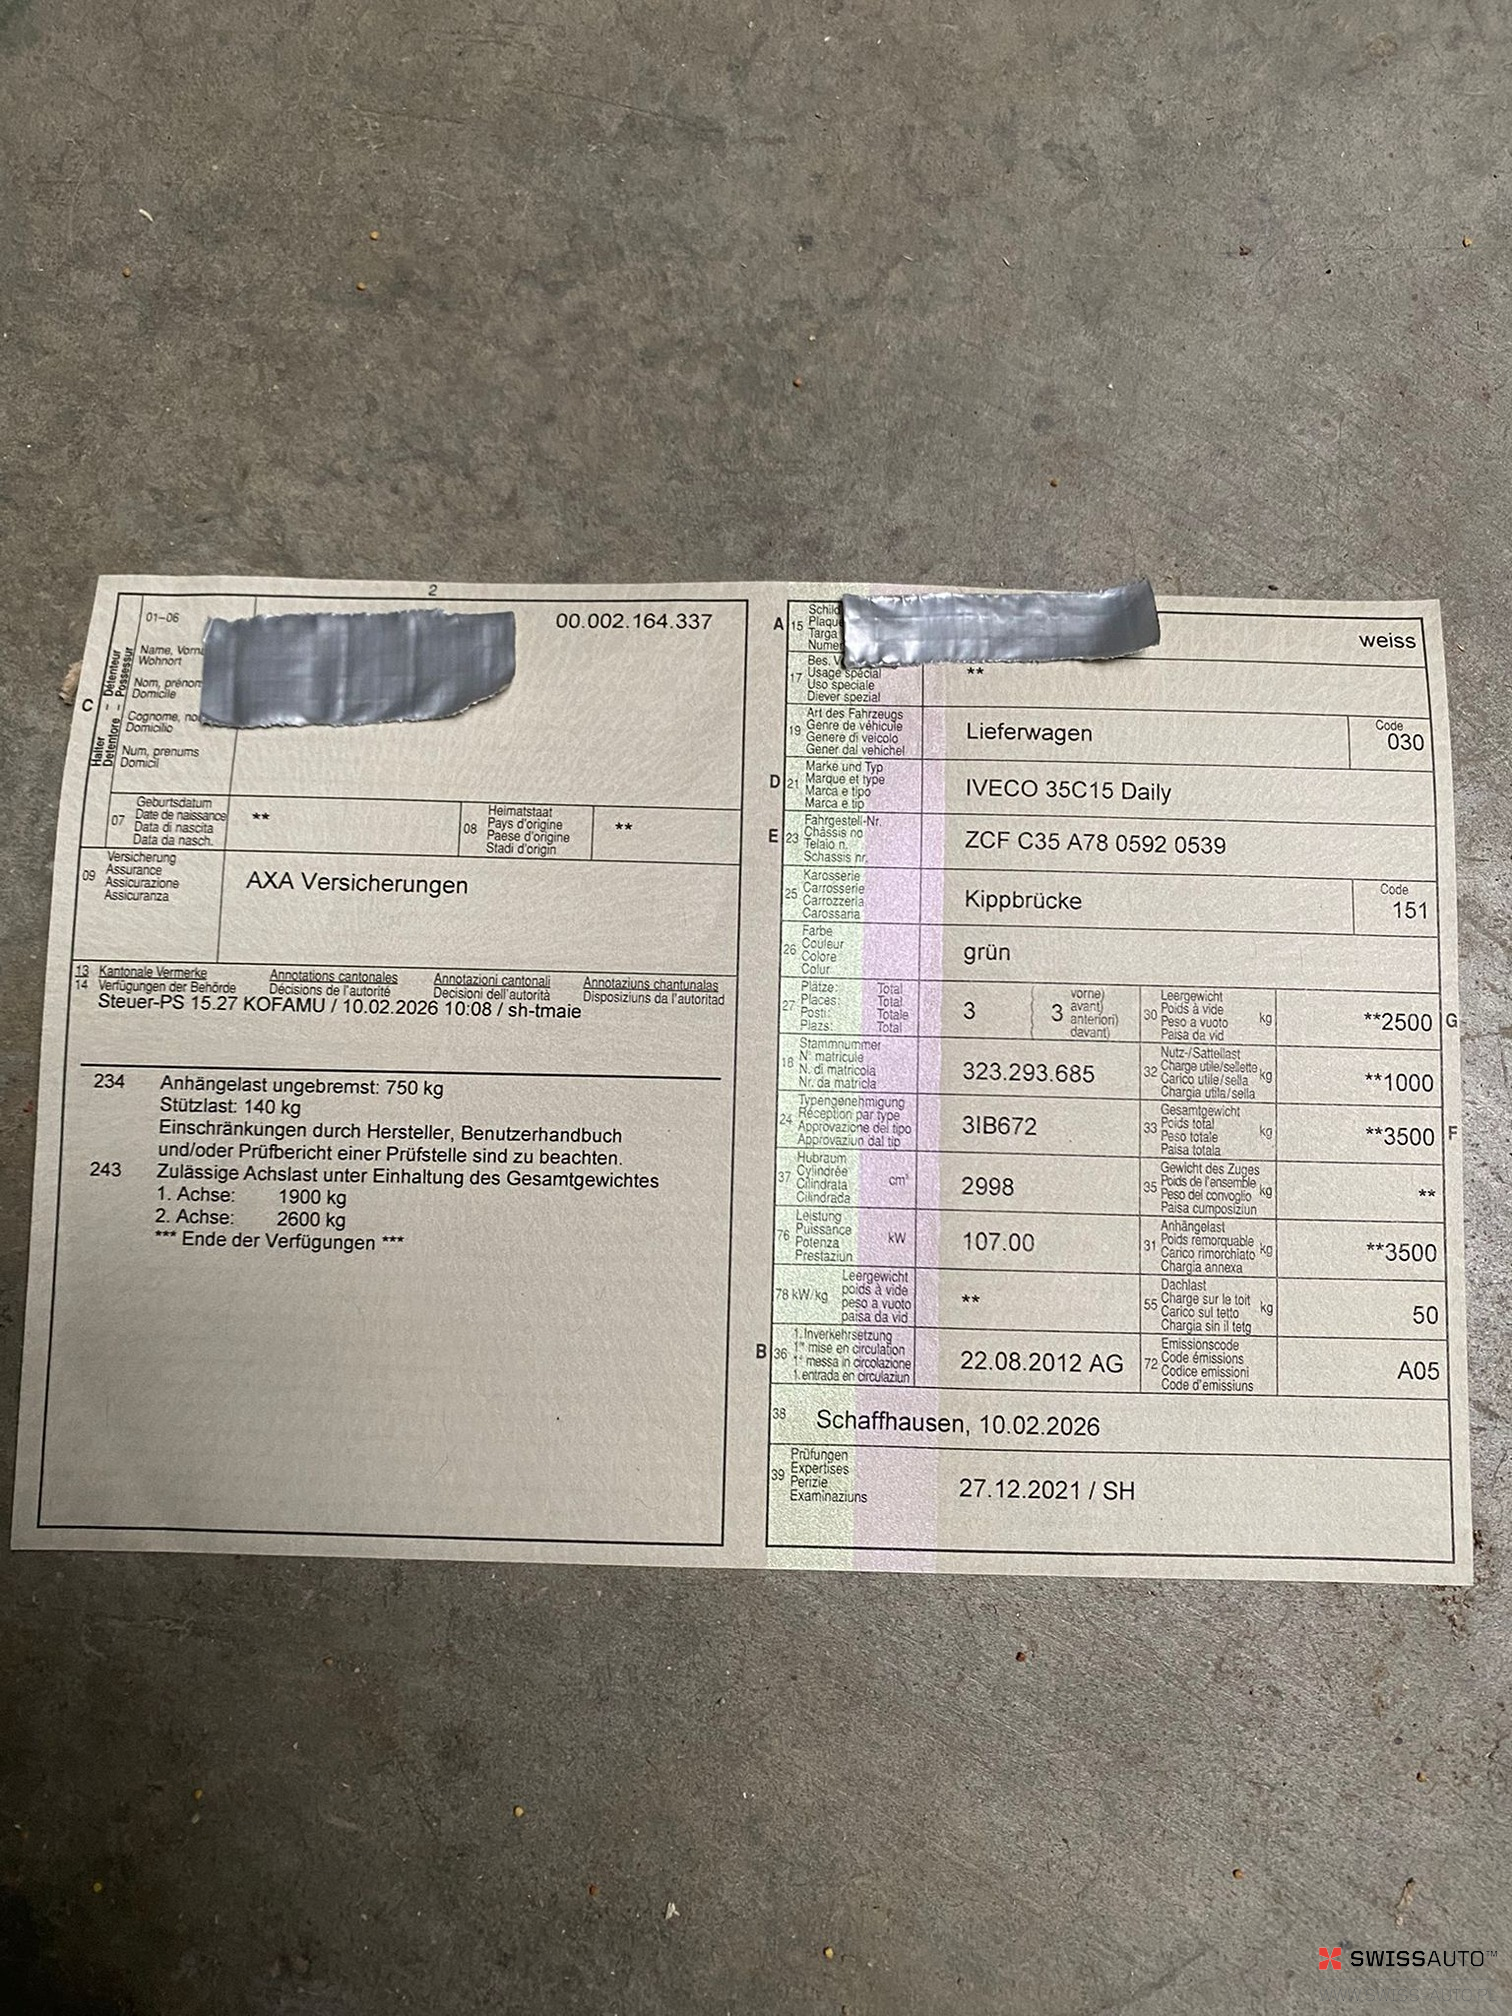 2
01–06
00.002.164.337
C
Halter – Détenteur
Detentore – Possessur
Name,
Wohnort
Nom, prénom
Domicile
Cognome,
Domicilio
Num, prenums
Domicil
07
Geburtsdatum
Date de naissance
Data di nascita
Data da nasch.
**
08
Heimatstaat
Pays d'origine
Paese d'origine
Stadi d'origin
**
09
Versicherung
Assurance
Assicurazione
Assicuranza
AXA Versicherungen
13 Kantonale Vermerke Annotations cantonales Annotazioni cantonali Annotaziuns chantunalas
14 Verfügungen der Behörde Décisions de l'autorité Decisioni dell'autorità Disposiziuns da l'autoritad
Steuer-PS 15.27 KOFAMU / 10.02.2026 10:08 / sh-tmaie
234 Anhängelast ungebremst: 750 kg
Stützlast: 140 kg
Einschränkungen durch Hersteller, Benutzerhandbuch
und/oder Prüfbericht einer Prüfstelle sind zu beachten.
243 Zulässige Achslast unter Einhaltung des Gesamtgewichtes
1. Achse: 1900 kg
2. Achse: 2600 kg
*** Ende der Verfügungen ***
A 15
Schild
Plaque
Targa
Numer
weiss
17
Bes.
Usage spécial
Uso speciale
Diever spezial
**
19
Art des Fahrzeugs
Genre de véhicule
Genere di veicolo
Gener dal vehichel
Lieferwagen
Code
030
D 21
Marke und Typ
Marque et type
Marca e tipo
Marca e tip
IVECO 35C15 Daily
E 23
Fahrgestell-Nr.
Châssis no
Telaio n.
Schassis nr.
ZCF C35 A78 0592 0539
25
Karosserie
Carrosserie
Carrozzeria
Carossaria
Kippbrücke
Code
151
26
Farbe
Couleur
Colore
Colur
grün
27
Plätze: Total
Places: Total
Posti: Totale
Plazs: Total
3
3
vorne)
avant)
anteriori)
davant)
30
Leergewicht
Poids à vide
Peso a vuoto
Paisa da vid
kg
**2500
G
18
Stammnummer
N° matricule
N. di matricola
Nr. da matricla
323.293.685
32
Nutz-/Sattellast
Charge utile/sellette
Carico utile/sella
Chargia utila/sella
kg
**1000
24
Typengenehmigung
Réception par type
Approvazione del tipo
Approvaziun dal tip
3IB672
33
Gesamtgewicht
Poids total
Peso totale
Paisa totala
kg
**3500
F
37
Hubraum
Cylindrée
Cilindrata
Cilindrada
cm³
2998
35
Gewicht des Zuges
Poids de l'ensemble
Peso del convoglio
Paisa cumposiziun
kg
**
76
Leistung
Puissance
Potenza
Prestaziun
kW
107.00
31
Anhängelast
Poids remorquable
Carico rimorchiato
Chargia annexa
kg
**3500
78 kW/kg
Leergewicht
poids à vide
peso a vuoto
paisa da vid
**
55
Dachlast
Charge sur le toit
Carico sul tetto
Chargia sin il tetg
kg
50
B 36
1. Inverkehrsetzung
1re mise en circulation
1a messa in circolazione
1. entrada en circulaziun
22.08.2012 AG
72
Emissionscode
Code émissions
Codice emissioni
Code d'emissiuns
A05
38
Schaffhausen, 10.02.2026
39
Prüfungen
Expertises
Perizie
Examinaziuns
27.12.2021 / SH
SWISSAUTO™